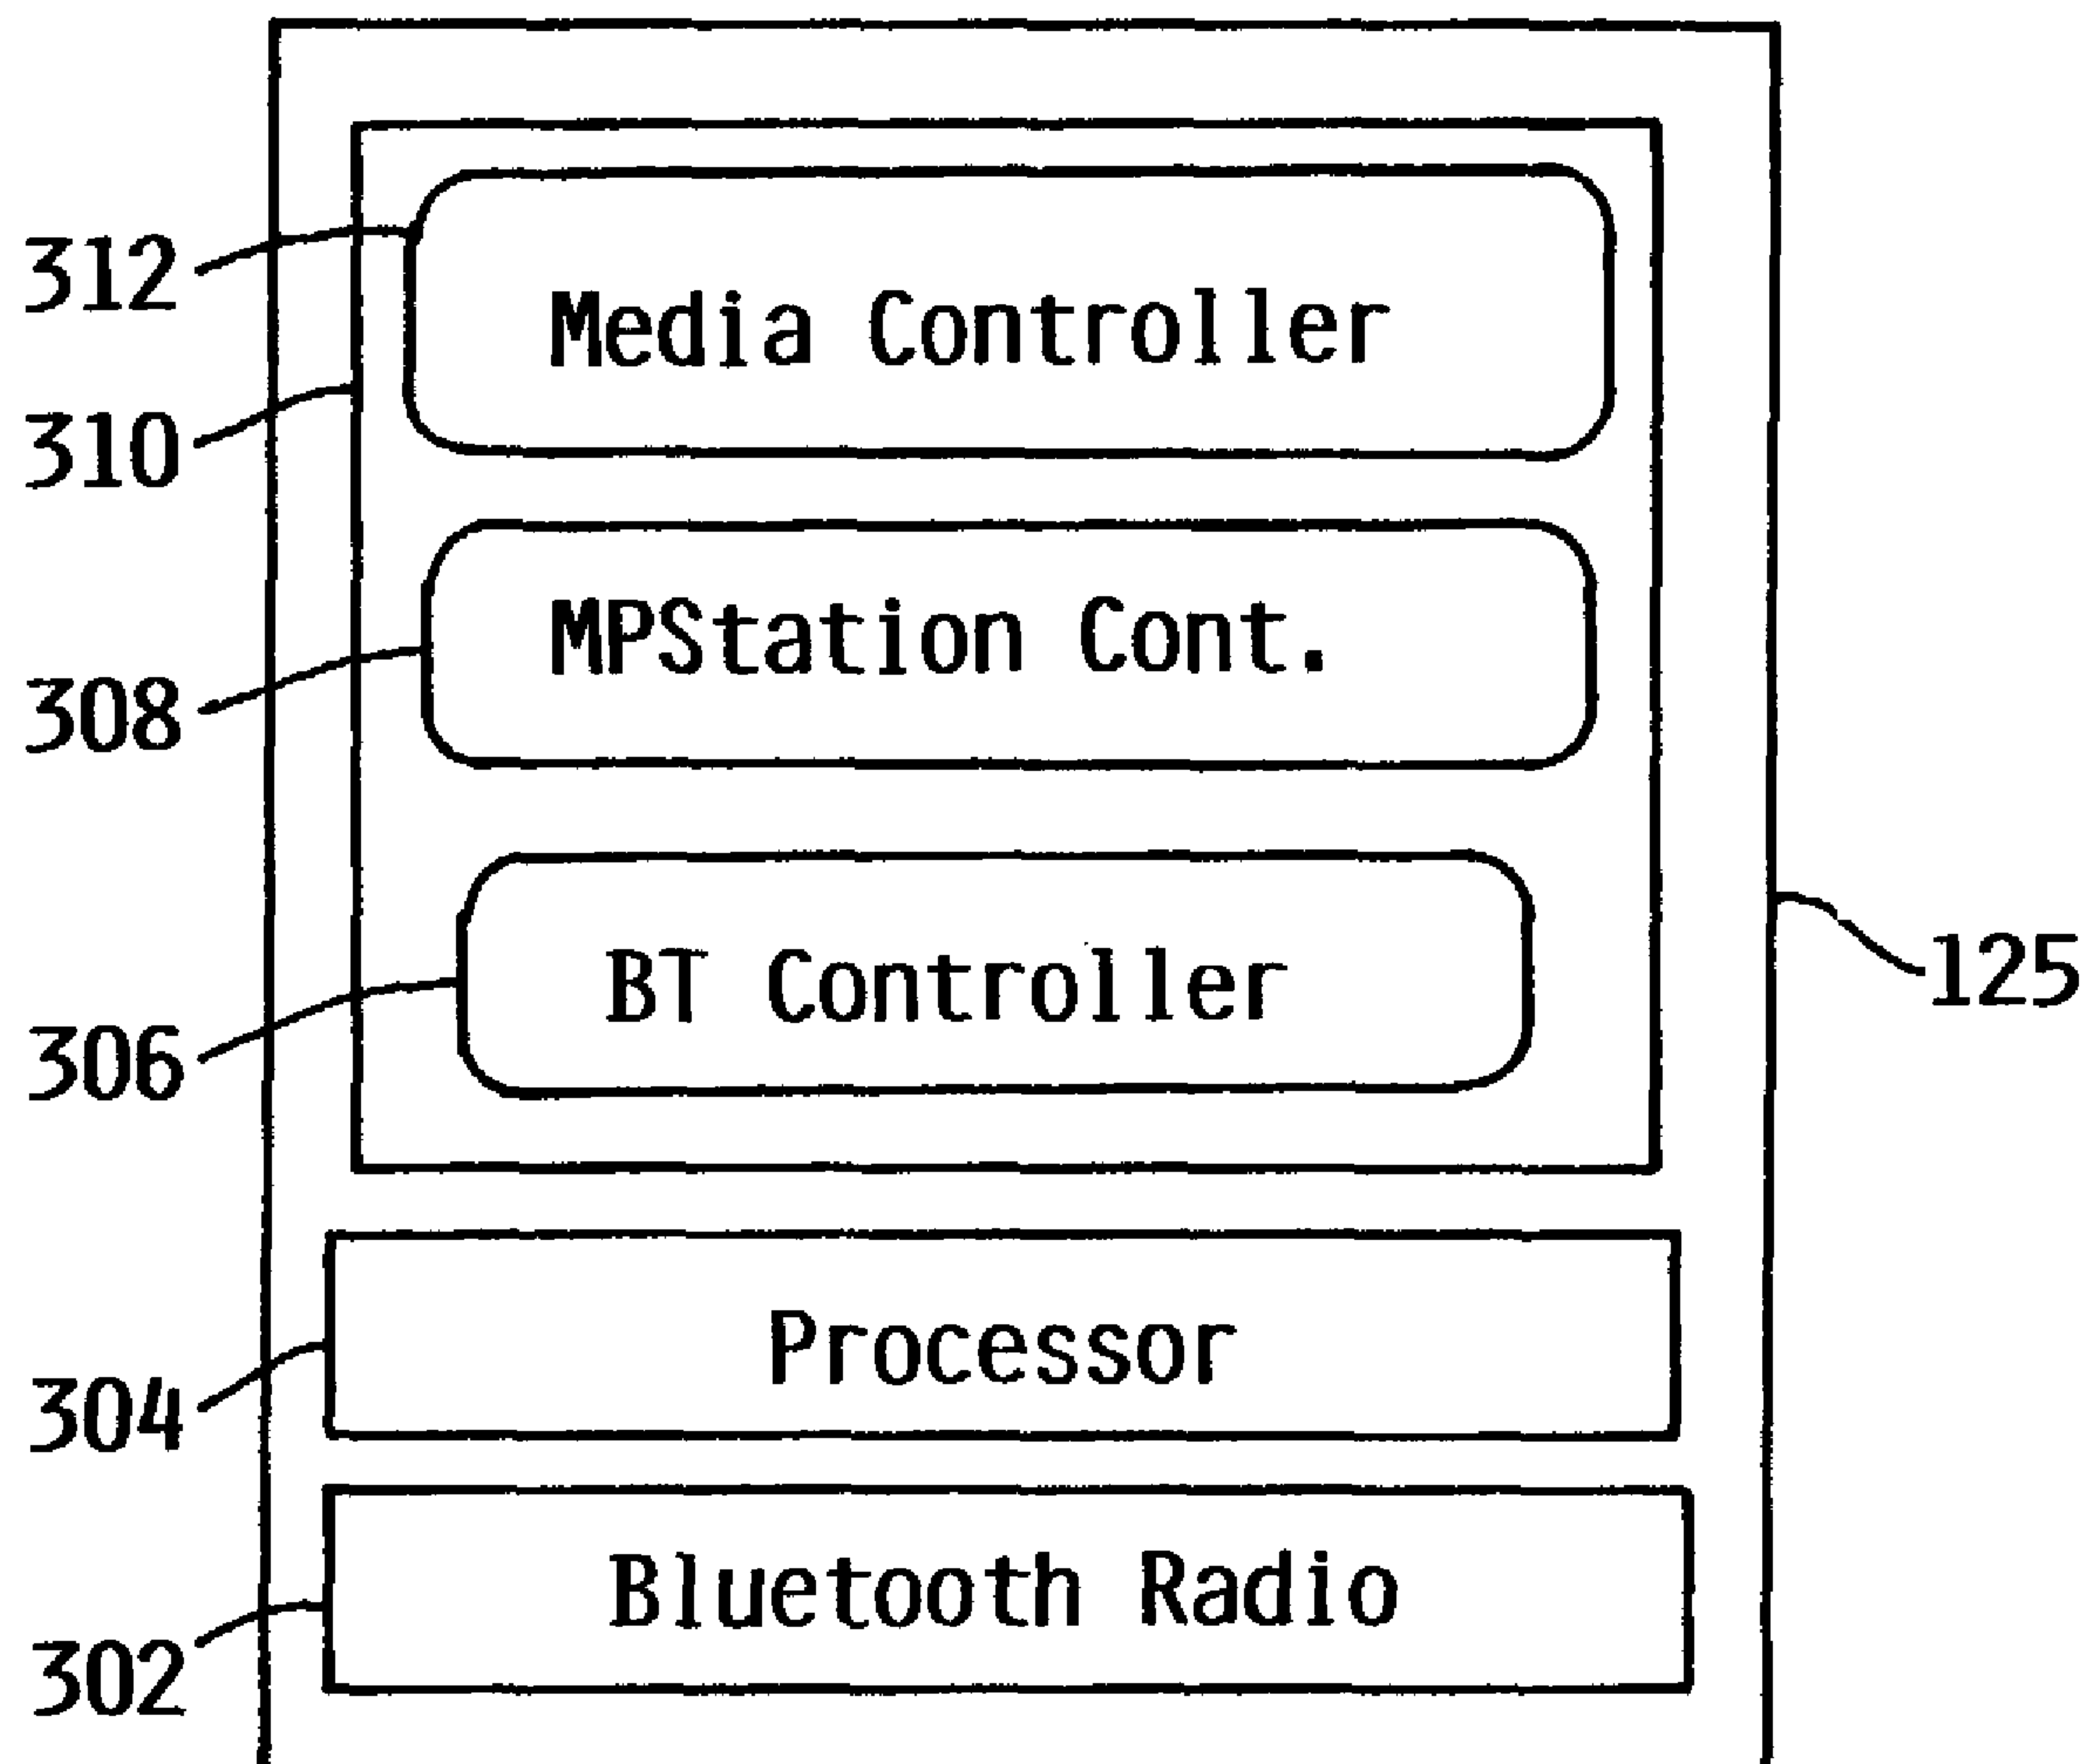 312
Media Controller
310
MPStation Cont.
308
BT Controller
125
306
Processor
304
Bluetooth Radio
302